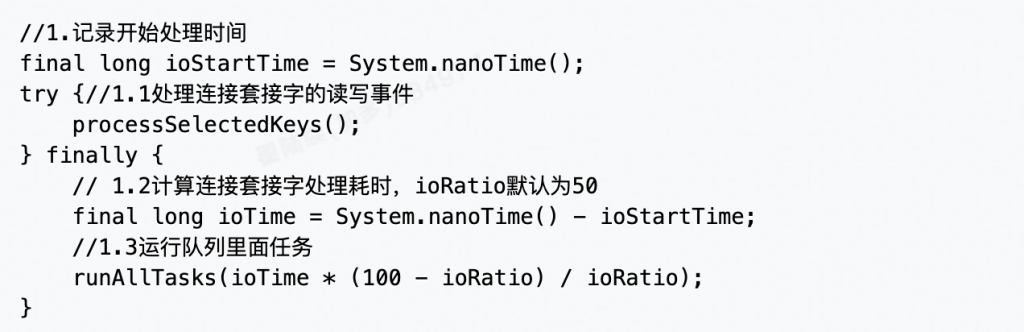 //1.记录开始处理时间
final long ioStartTime = System.nanoTime();
try {//1.1处理连接套接字的读写事件
    processSelectedKeys();
} finally {
    // 1.2计算连接套接字处理耗时，ioRatio默认为50
    final long ioTime = System.nanoTime() - ioStartTime;
    //1.3运行队列里面任务
    runAllTasks(ioTime * (100 - ioRatio) / ioRatio);
}